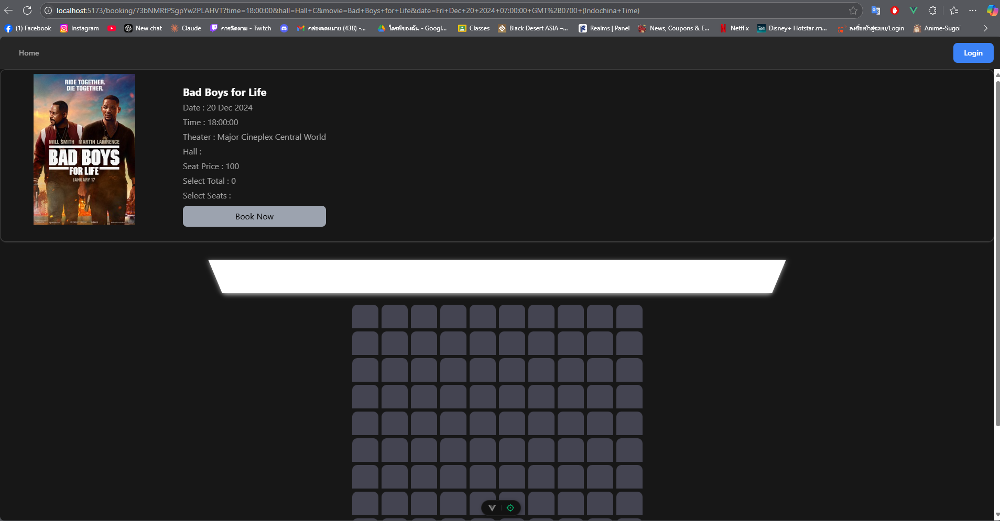 localhost:5173/booking/73bNMRtPSgpYw2PLAHVT?time=18:00:00&hall=Hall+C&movie=Bad+Boys+for+Life&date=Fri+Dec+20+2024+07:00:00+GMT%2B0700+(Indochina+Time)
(1) Facebook Instagram New chat Claude การติดตาม - Twitch กล่องจดหมาย (438) -... ไดรฟ์ของฉัน - Googl... Classes Black Desert ASIA –... Realms | Panel News, Coupons & E... Netflix Disney+ Hotstar ภา... ลงชื่อเข้าสู่ระบบ/Login Anime-Sugoi
Home Login
RIDE TOGETHER.
DIE TOGETHER.
WILL SMITH MARTIN LAWRENCE
BAD BOYS
FOR LIFE
JANUARY 17
Bad Boys for Life
Date : 20 Dec 2024
Time : 18:00:00
Theater : Major Cineplex Central World
Hall :
Seat Price : 100
Select Total : 0
Select Seats :
Book Now